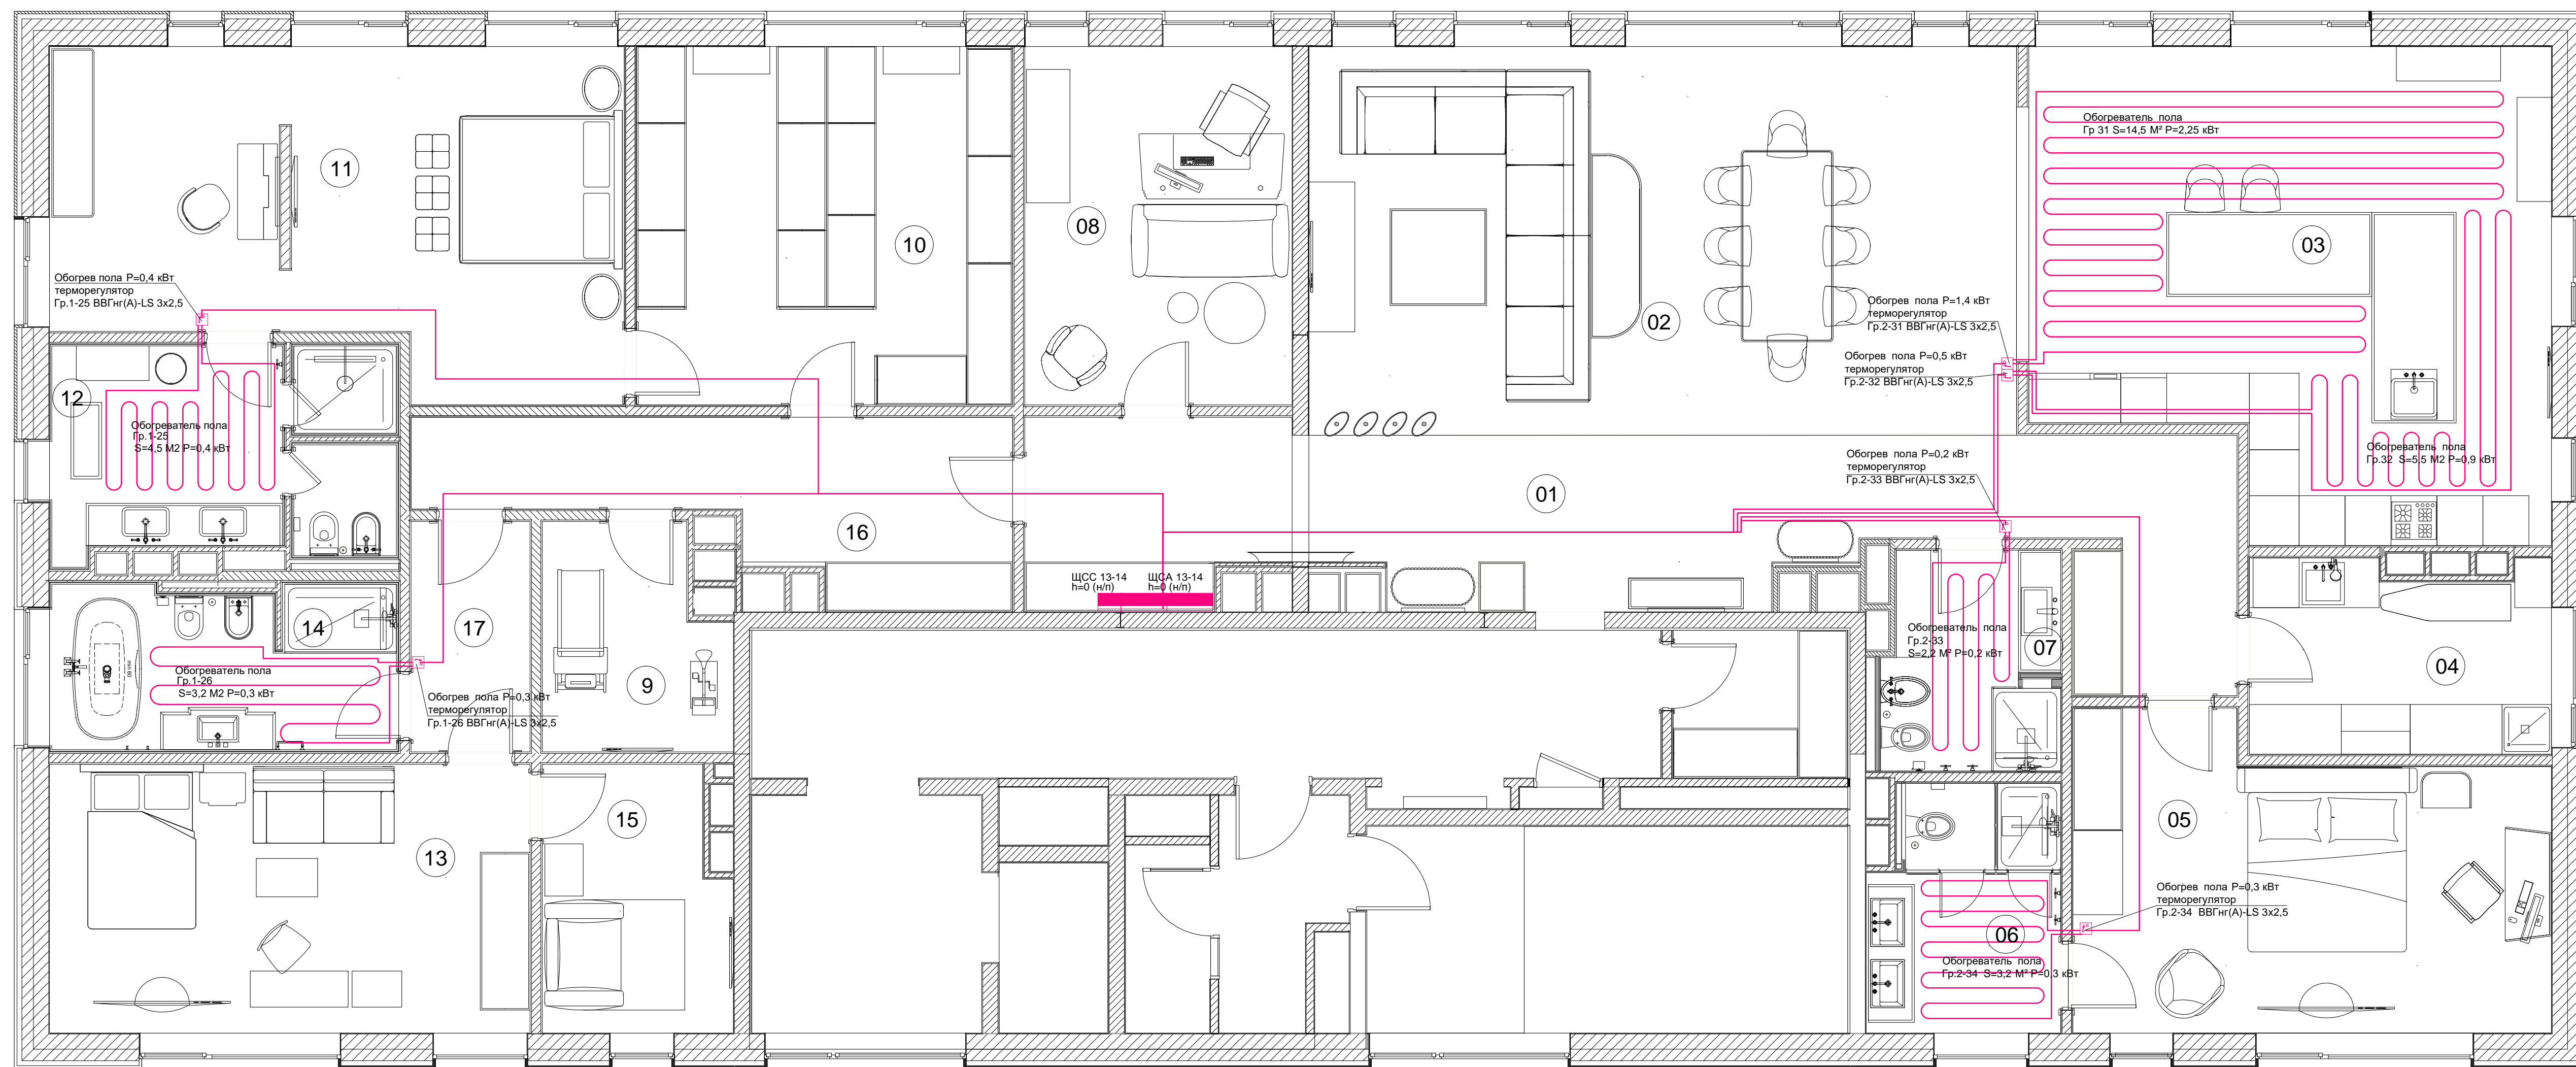 Обогреватель пола
Гр 31 S=14,5 М² Р=2,25 кВт
11
08
10
03
02
Обогрев пола Р=0,4 кВт
терморегулятор
Гр.1-25 ВВГнг(А)-LS 3х2,5
Обогрев пола Р=1,4 кВт
терморегулятор
Гр.2-31 ВВГнг(А)-LS 3х2,5
Обогрев пола Р=0,5 кВт
терморегулятор
Гр.2-32 ВВГнг(А)-LS 3х2,5
12
Обогреватель пола
Гр.1-25
S=4,5 М2 Р=0,4 кВт
Обогреватель пола
Гр.32 S=5,5 М2 Р=0,9 кВт
Обогрев пола Р=0,2 кВт
терморегулятор
Гр.2-33 ВВГнг(А)-LS 3х2,5
01
16
ЩСС 13-14
h=0 (н/п)
ЩСА 13-14
h=0 (н/п)
14
17
9
Обогреватель пола
Гр.1-26
S=3,2 М2 Р=0,3 кВт
Обогрев пола Р=0,3 кВт
терморегулятор
Гр.1-26 ВВГнг(А)-LS 3х2,5
Обогреватель пола
Гр.2-33
S=2,2 М² Р=0,2 кВт
07
04
13
15
05
Обогрев пола Р=0,3 кВт
терморегулятор
Гр.2-34 ВВГнг(А)-LS 3х2,5
06
Обогреватель пола
Гр.2-34 S=3,2 М² Р=0,3 кВт